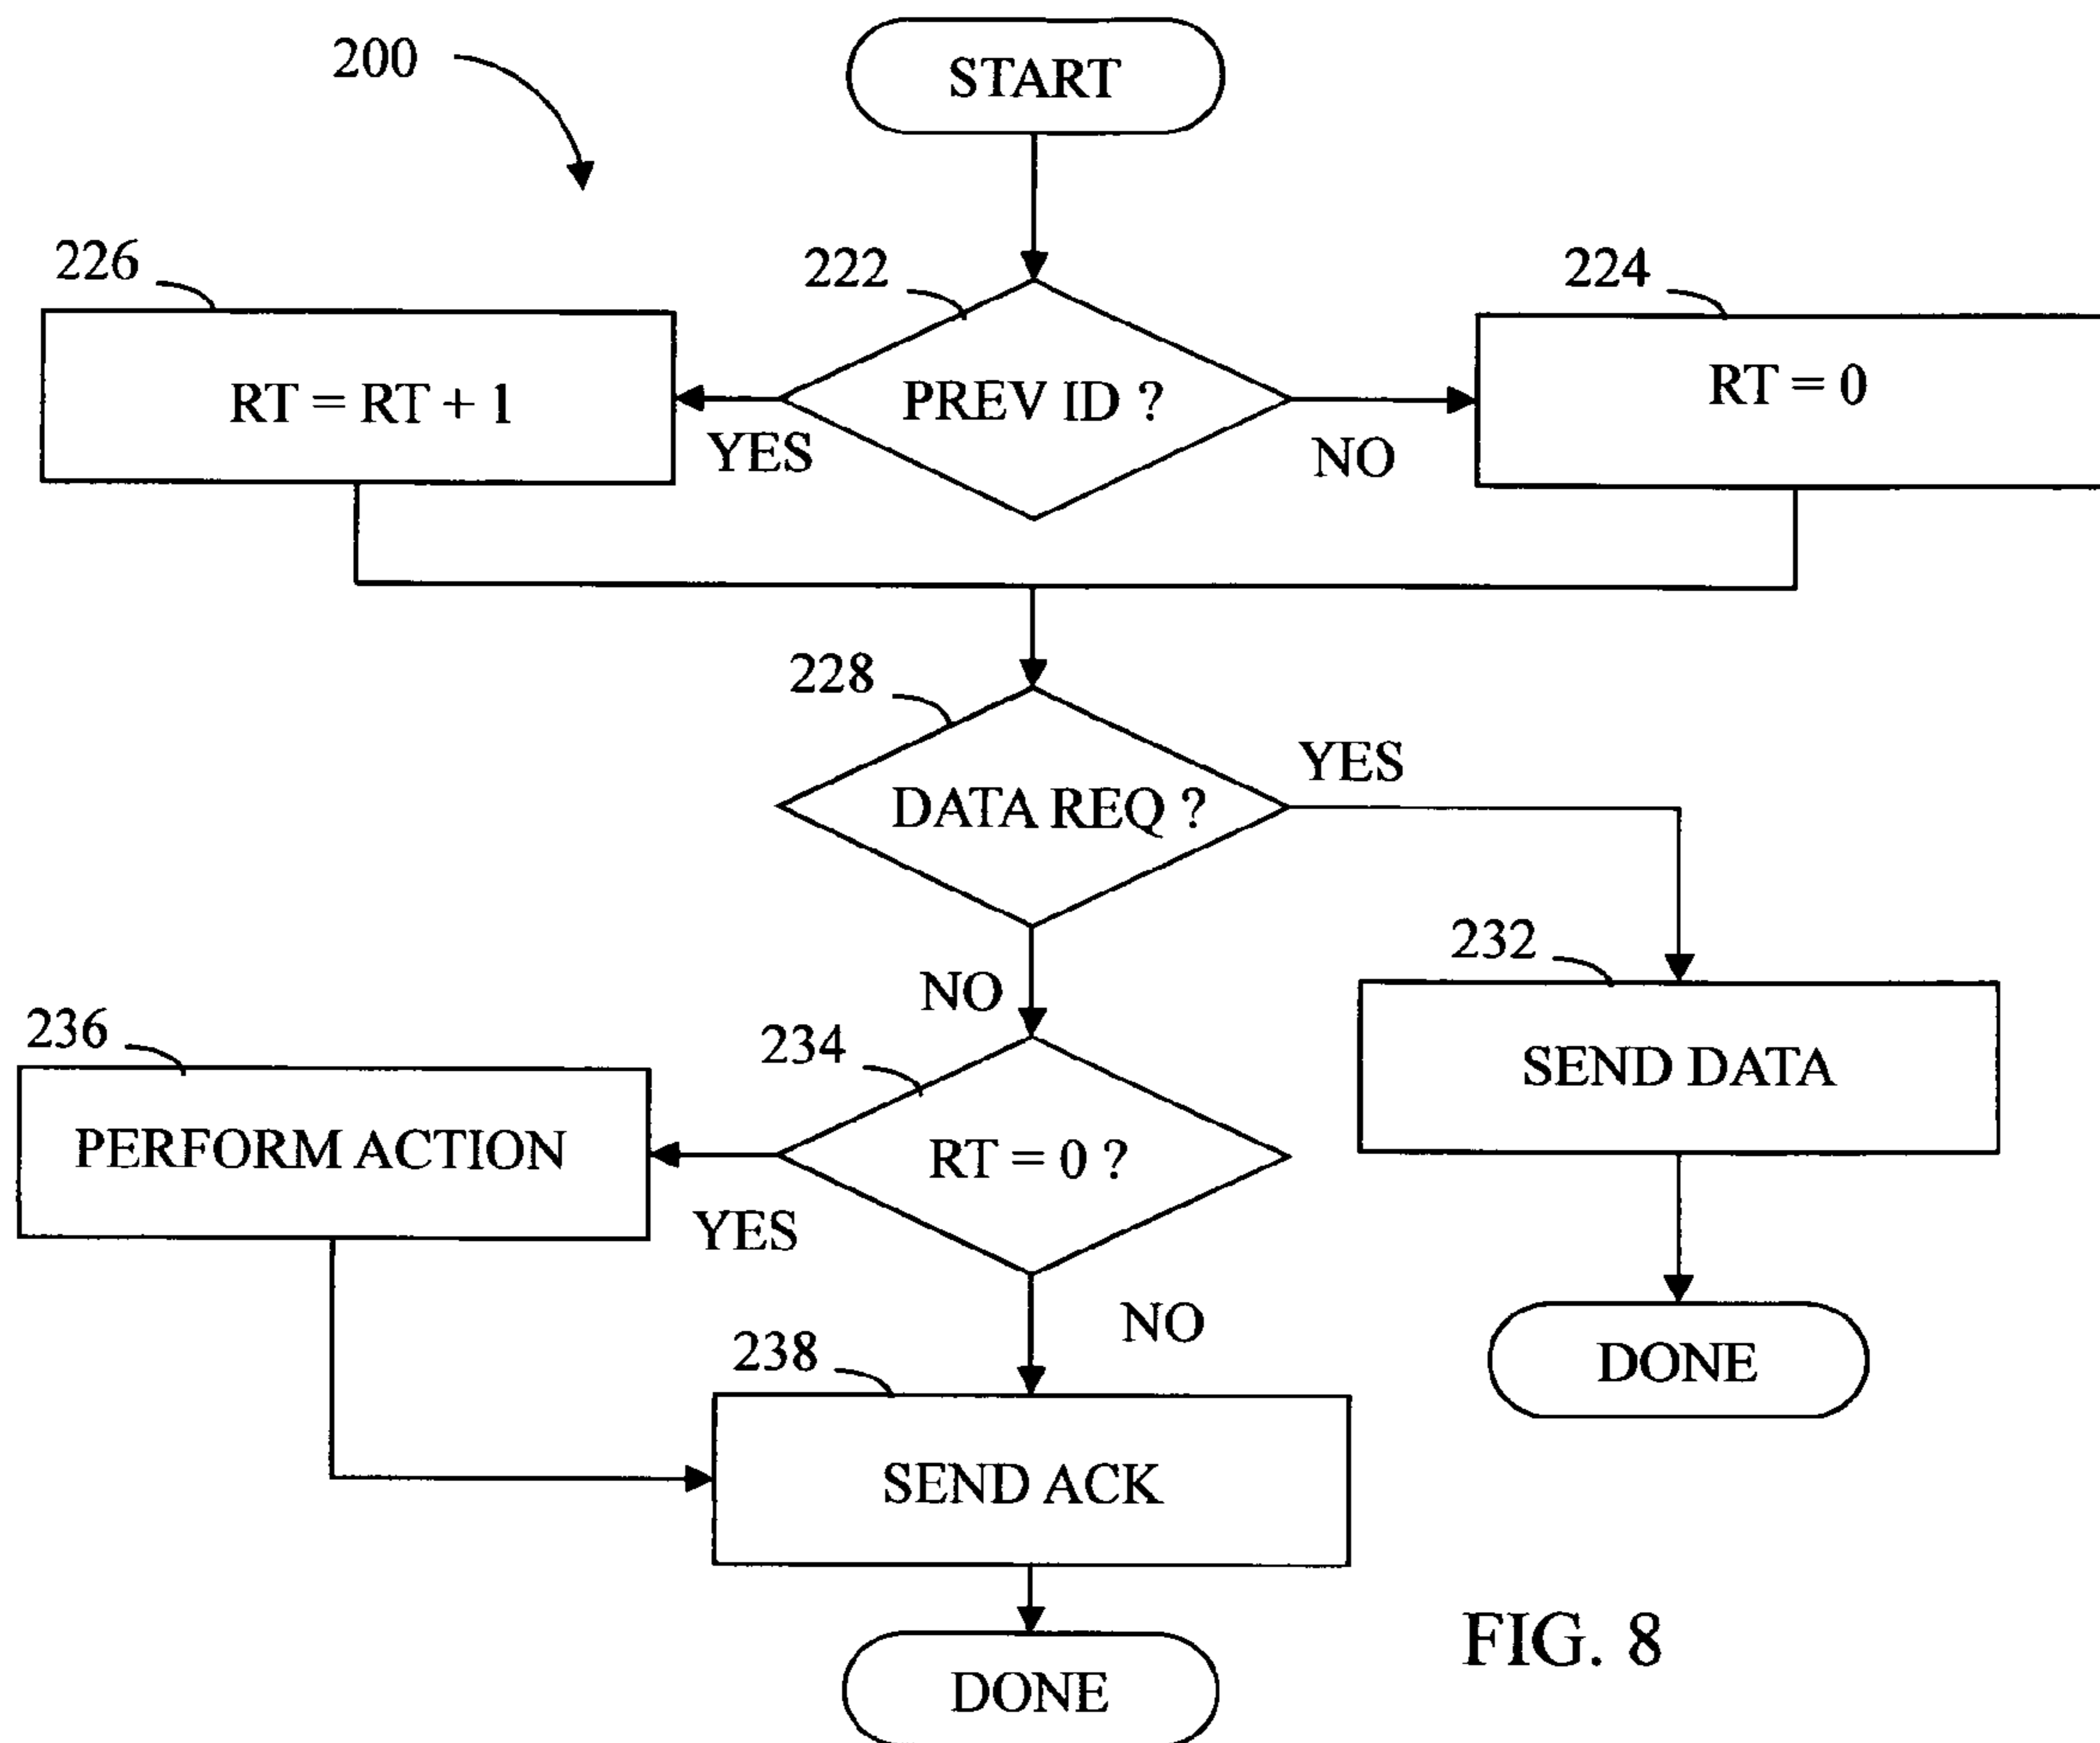 200
START
226
222
224
RT = RT + 1
PREV ID ?
RT = 0
YES
NO
228
DATA REQ ?
YES
NO
232
SEND DATA
236
234
PERFORM ACTION
RT = 0 ?
YES
NO
238
DONE
SEND ACK
DONE
FIG. 8